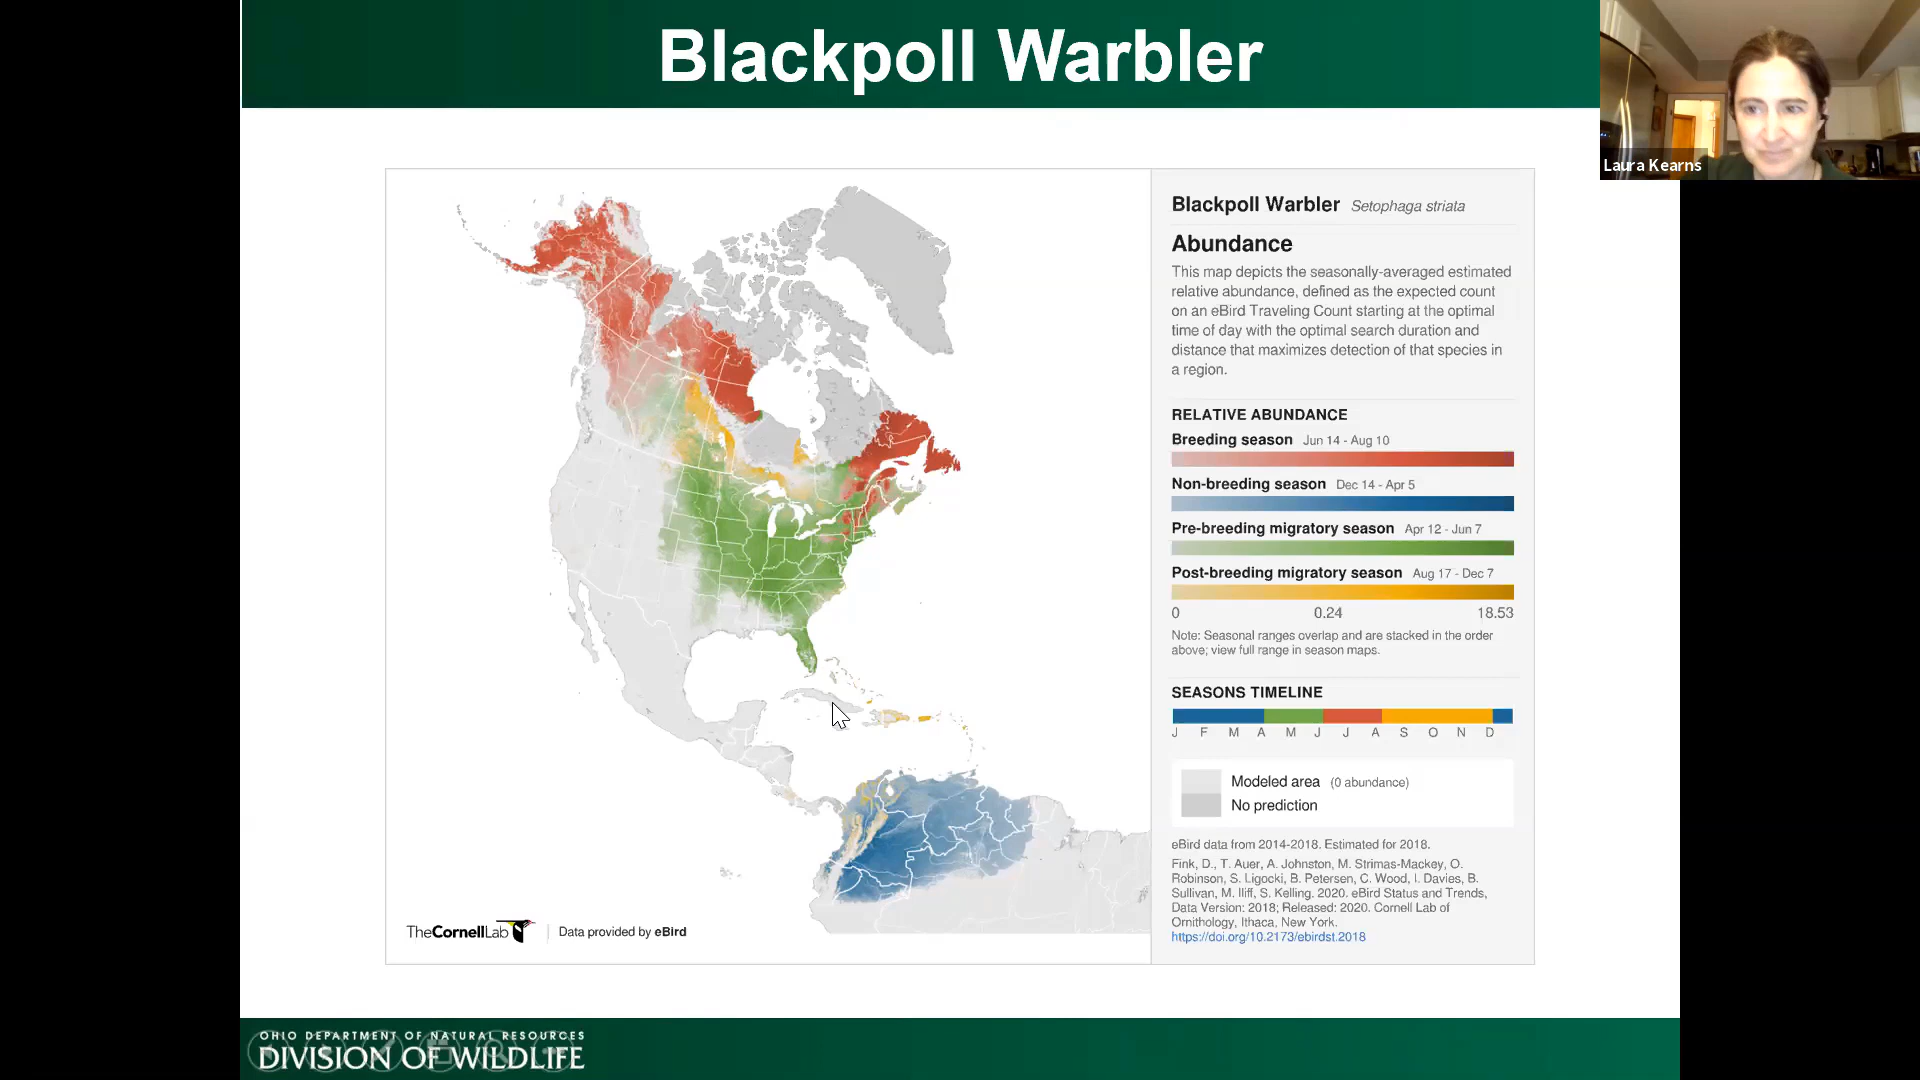 Blackpoll Warbler
Laura Kearns
Blackpoll Warbler Setophaga striata
Abundance
This map depicts the seasonally-averaged estimated
relative abundance, defined as the expected count
on an eBird Traveling Count starting at the optimal
time of day with the optimal search duration and
distance that maximizes detection of that species in
a region.
RELATIVE ABUNDANCE
Breeding season Jun 14 - Aug 10
Non-breeding season Dec 14 - Apr 5
Pre-breeding migratory season Apr 12 - Jun 7
Post-breeding migratory season Aug 17 - Dec 7
0 0.24 18.53
Note: Seasonal ranges overlap and are stacked in the order
above; view full range in season maps.
SEASONS TIMELINE
J F M A M J J A S O N D
Modeled area (0 abundance)
No prediction
eBird data from 2014-2018. Estimated for 2018.
Fink, D., T. Auer, A. Johnston, M. Strimas-Mackey, O.
Robinson, S. Ligocki, B. Petersen, C. Wood, I. Davies, B.
Sullivan, M. Iliff, S. Kelling. 2020. eBird Status and Trends,
Data Version: 2018; Released: 2020. Cornell Lab of
Ornithology, Ithaca, New York.
https://doi.org/10.2173/ebirdst.2018
TheCornellLab Data provided by eBird
OHIO DEPARTMENT OF NATURAL RESOURCES
DIVISION OF WILDLIFE